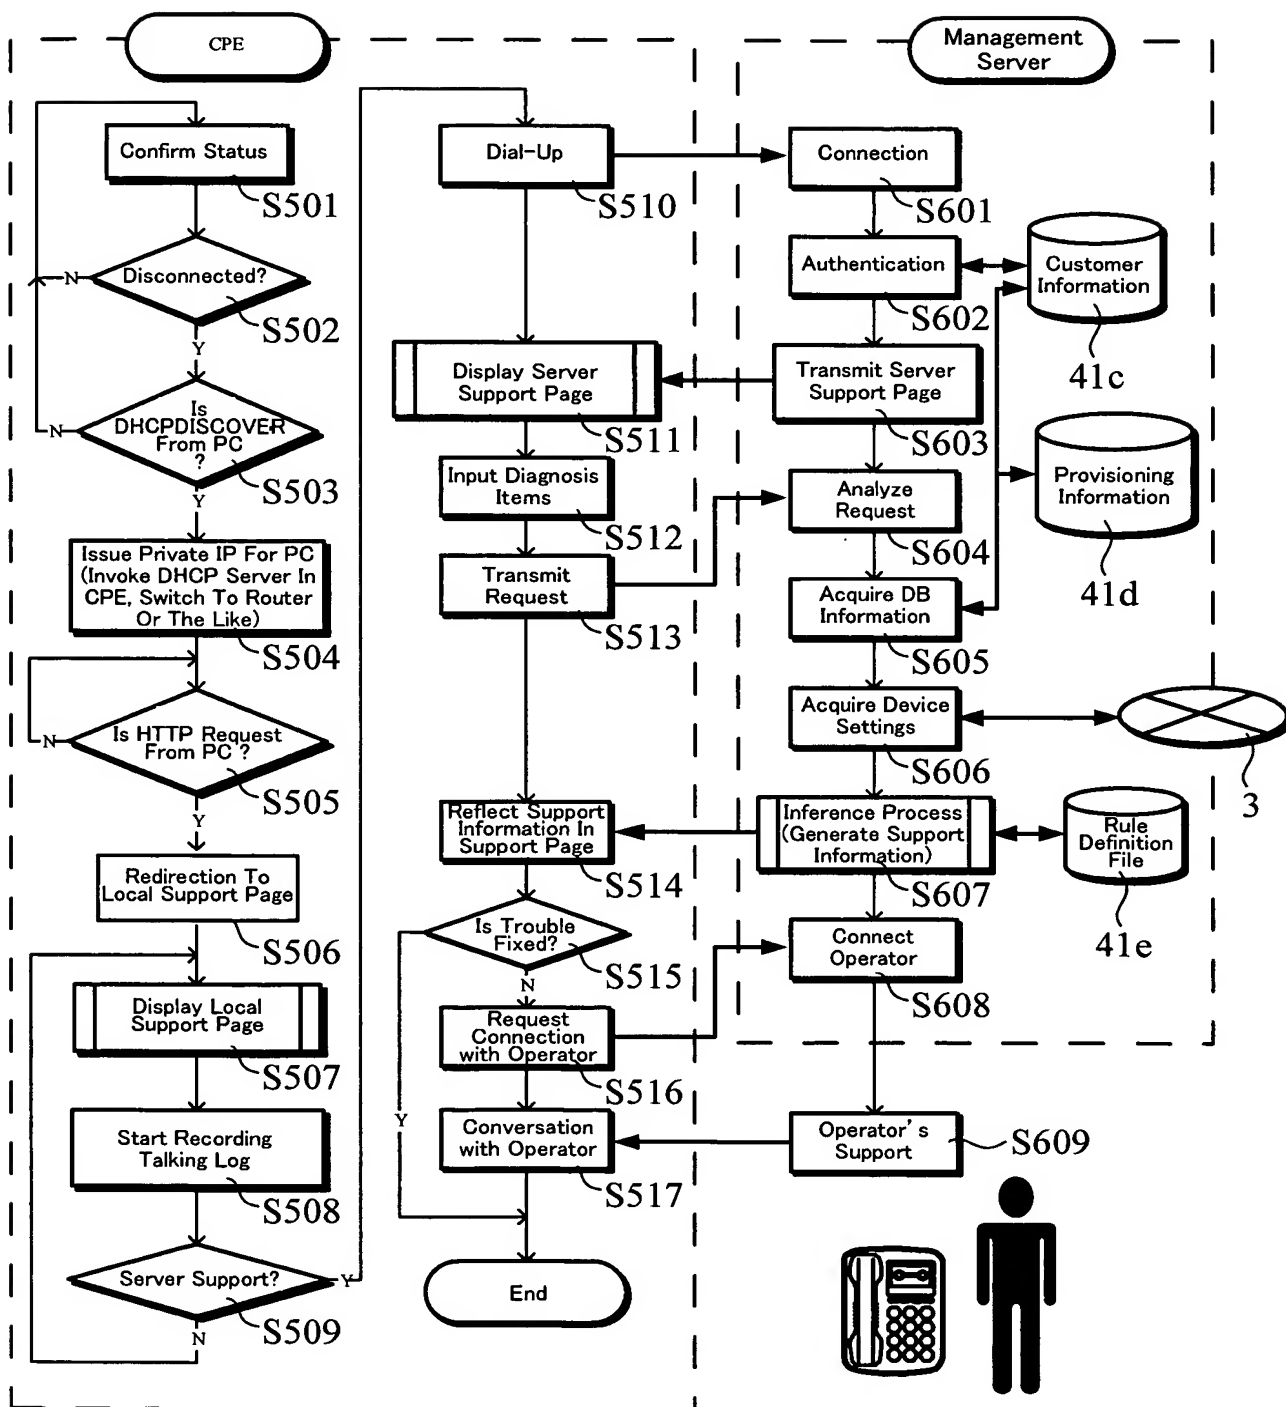 CPE
Confirm Status
S501
Disconnected?
S502
N
Y
Is
DHCPDISCOVER
From PC
?
S503
N
Y
Issue Private IP For PC
(Invoke DHCP Server In
CPE, Switch To Router
Or The Like)
S504
Is HTTP Request
From PC ?
S505
N
Y
Redirection To
Local Support Page
S506
Display Local
Support Page
S507
Start Recording
Talking Log
S508
Server Support?
S509
Y
N
Dial-Up
S510
Display Server
Support Page
S511
Input Diagnosis
Items
S512
Transmit
Request
S513
Reflect Support
Information In
Support Page
S514
Is Trouble
Fixed?
S515
N
Y
Request
Connection
with Operator
S516
Conversation
with Operator
S517
End
Management
Server
Connection
S601
Authentication
S602
Transmit Server
Support Page
S603
Analyze
Request
S604
Acquire DB
Information
S605
Acquire Device
Settings
S606
Inference Process
(Generate Support
Information)
S607
Connect
Operator
S608
Operator's
Support
S609
Customer
Information
41c
Provisioning
Information
41d
3
Rule
Definition
File
41e